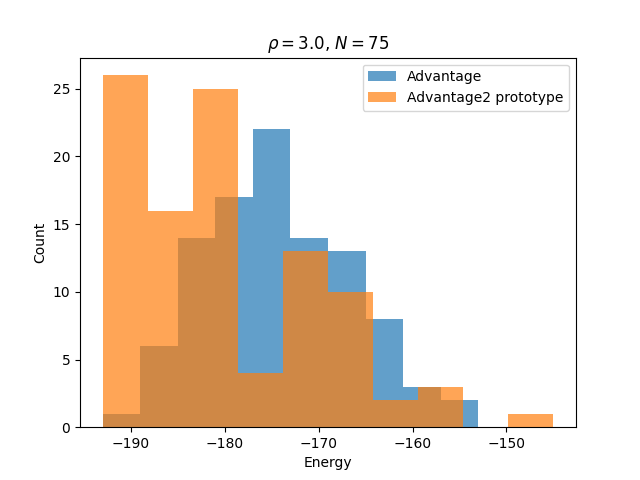 ρ = 3.0, N = 75
Advantage
Advantage2 prototype
25
20
15
10
5
0
Count
−190
−180
−170
−160
−150
Energy